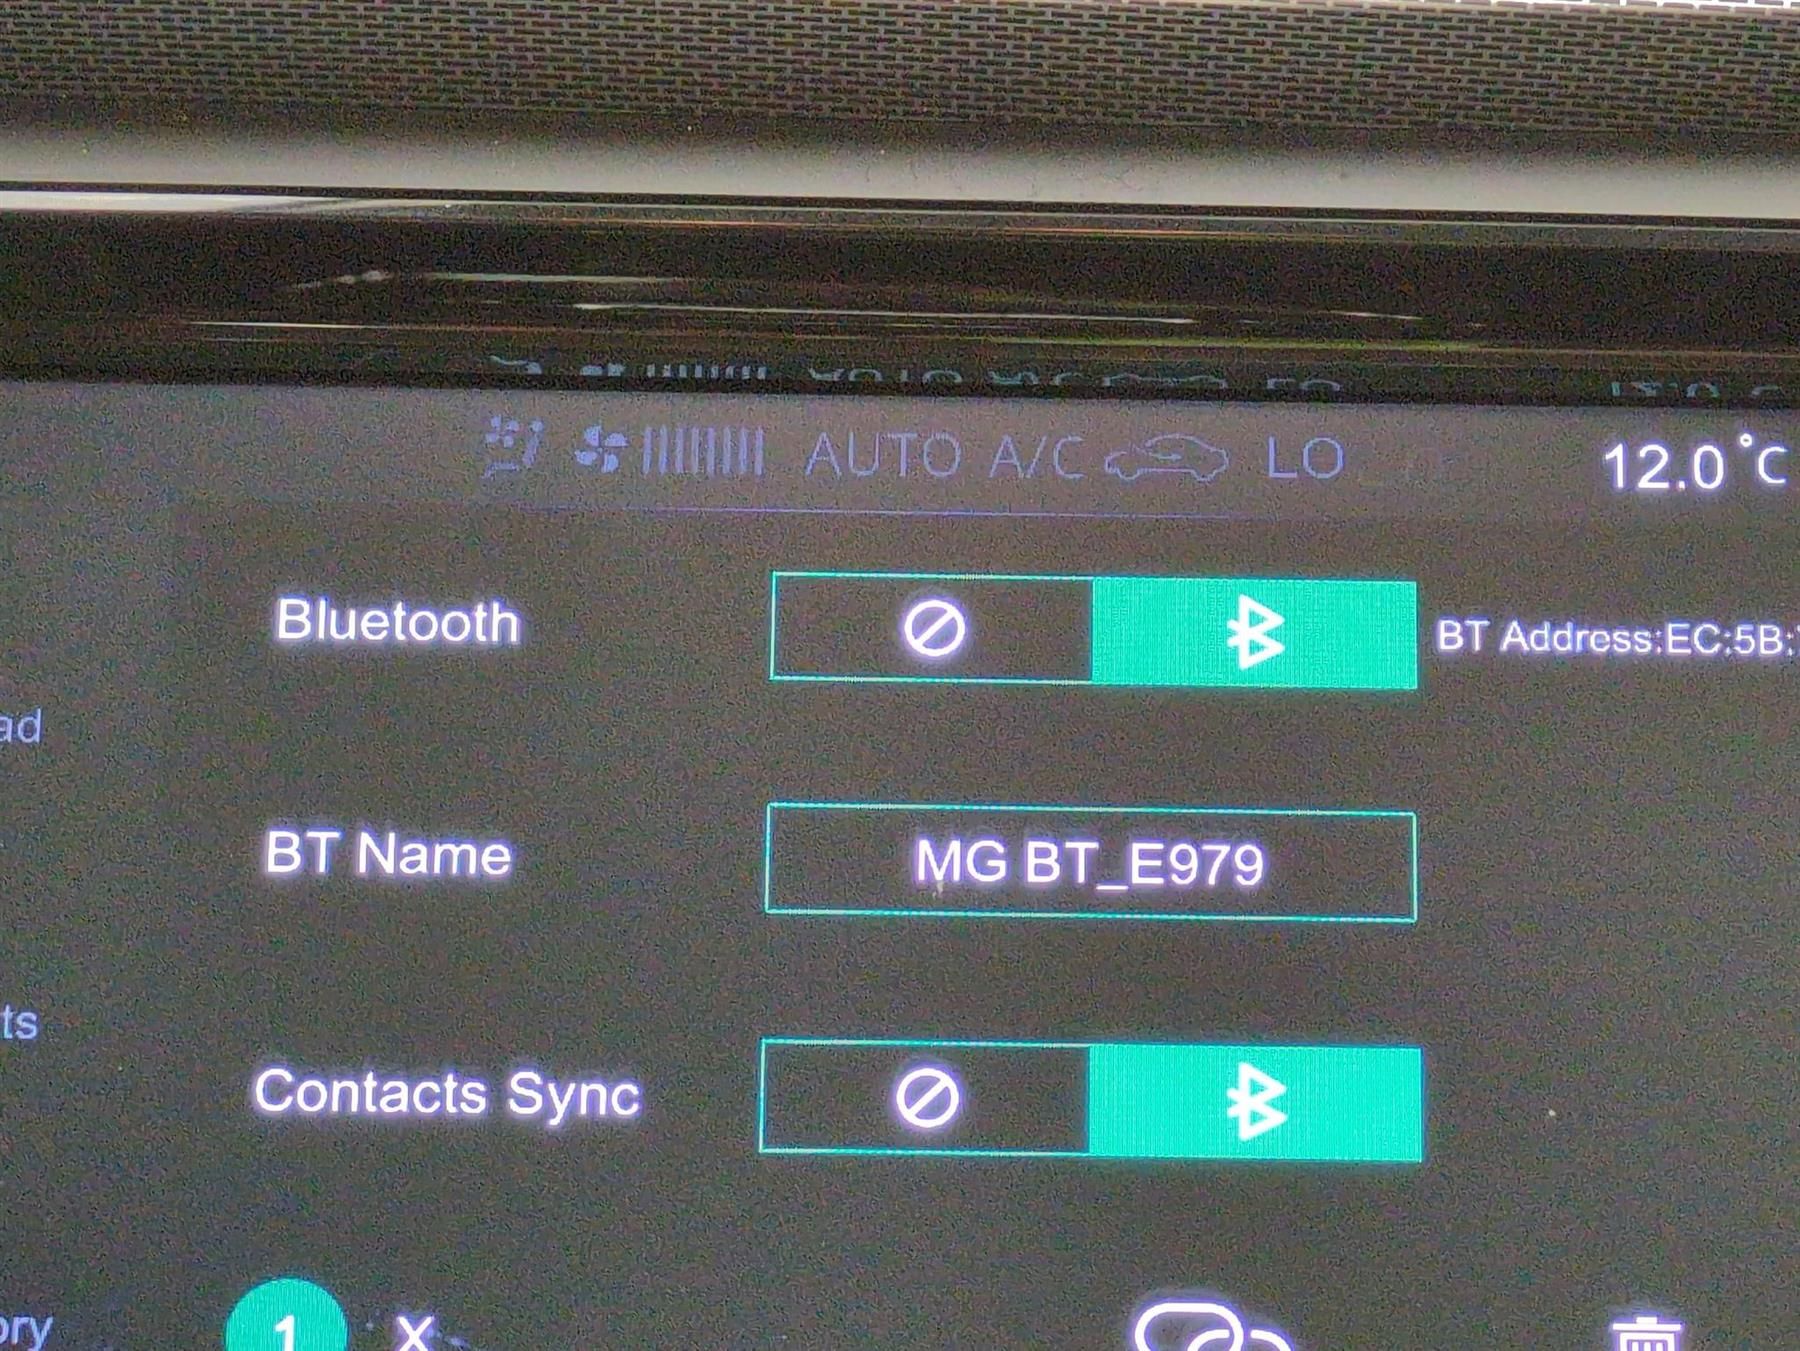 AUTO A/C LO 12.0°C
Bluetooth
BT Address:EC:5B:
ad
BT Name
MG BT_E979
ts
Contacts Sync
ory
1 X